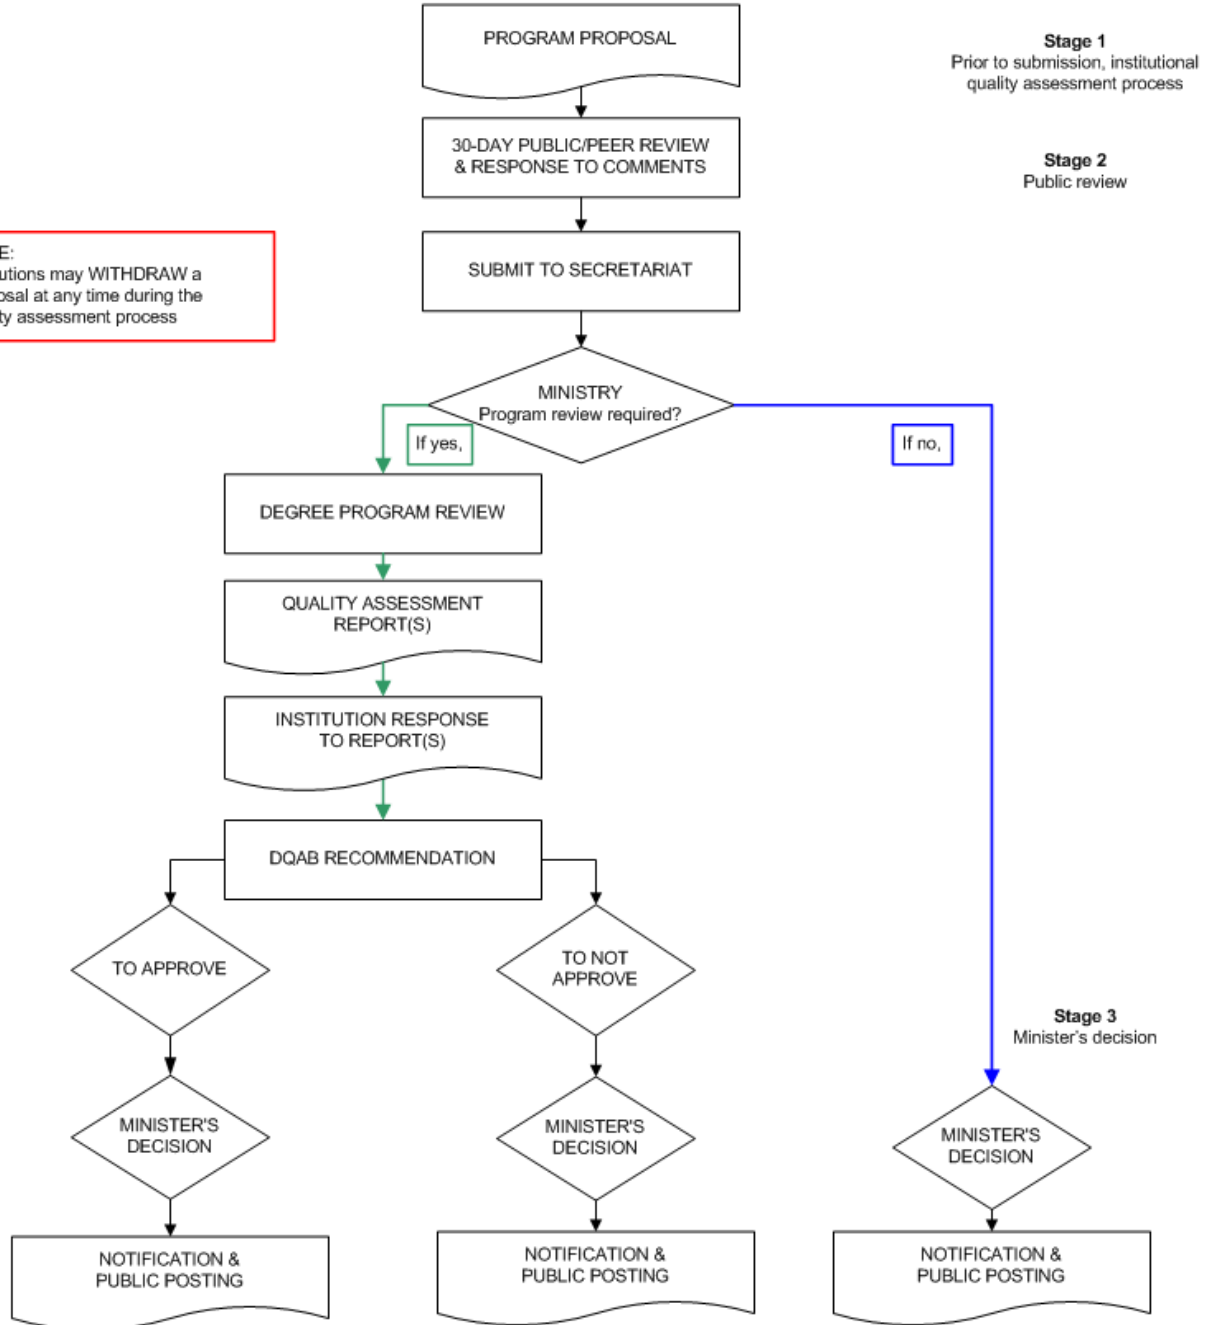 PROGRAM PROPOSAL
Stage 1
Prior to submission, institutional
quality assessment process
30-DAY PUBLIC/PEER REVIEW
& RESPONSE TO COMMENTS
Stage 2
Public review
SUBMIT TO SECRETARIAT
E:
utions may WITHDRAW a
osal at any time during the
ty assessment process
MINISTRY
Program review required?
If yes,
If no,
DEGREE PROGRAM REVIEW
QUALITY ASSESSMENT
REPORT(S)
INSTITUTION RESPONSE
TO REPORT(S)
DQAB RECOMMENDATION
TO APPROVE
TO NOT
APPROVE
Stage 3
Minister's decision
MINISTER'S
DECISION
MINISTER'S
DECISION
MINISTER'S
DECISION
NOTIFICATION &
PUBLIC POSTING
NOTIFICATION &
PUBLIC POSTING
NOTIFICATION &
PUBLIC POSTING